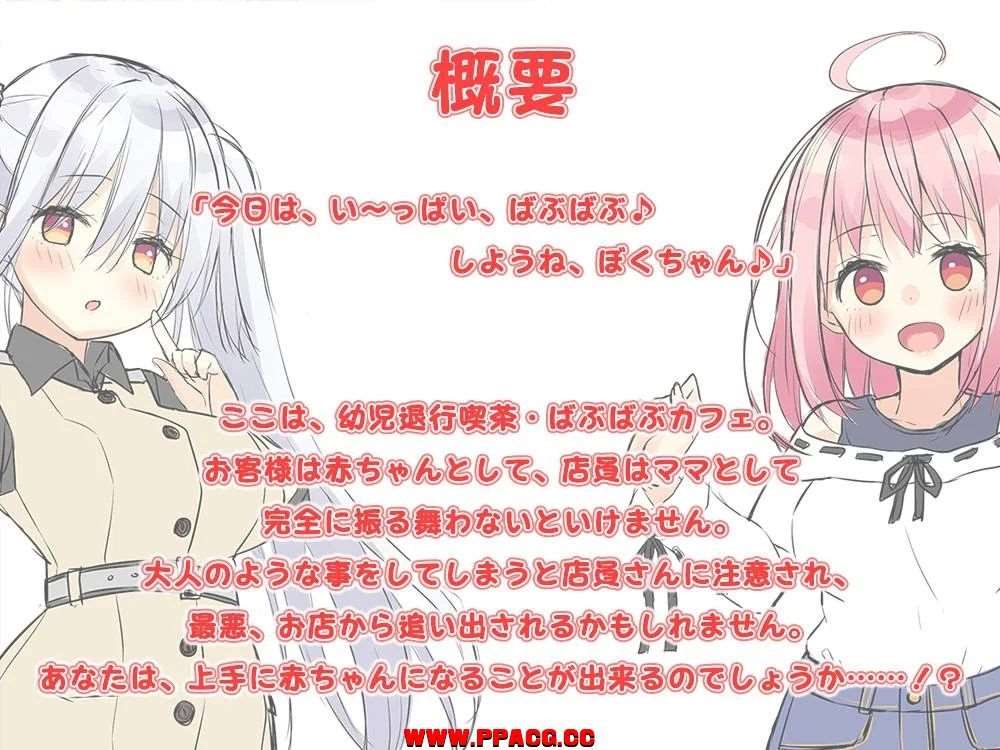 概要
「今日は、い～っぱい、ばぶばぶ♪
しようね、ぼくちゃん♪」
ここは、幼児退行喫茶・ばぶばぶカフェ。
お客様は赤ちゃんとして、店員はママとして
完全に振る舞わないといけません。
大人のような事をしてしまうと店員さんに注意され、
最悪、お店から追い出されるかもしれません。
あなたは、上手に赤ちゃんになることが出来るのでしょうか……！？
WWW.PPACG.CC